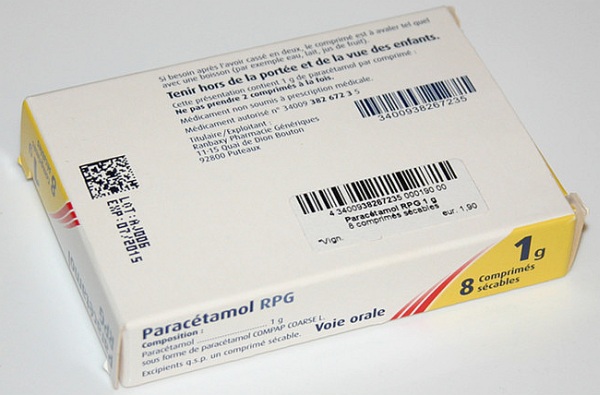 Si besoin après l'avoir cassé en deux, le comprimé est à avaler tel quel
avec une boisson (par exemple eau, lait, jus de fruit).
Tenir hors de la portée et de la vue des enfants.
Cette présentation contient 1 g de paracétamol par comprimé :
Ne pas prendre 2 comprimés à la fois.
Médicament non soumis à prescription médicale.
Médicament autorisé n° 34009 382 672 3 5
Titulaire/Exploitant :
Ranbaxy Pharmacie Génériques
11-15 Quai de Dion Bouton
92800 Puteaux
3400938267235
LOT: AJ006
EXP:07/2015
4 3400938267235 000190 00
Paracétamol RPG 1 g
8 comprimés sécables
*Vign.
eur. 1,90
1 g
8 Comprimés
sécables
Paracétamol RPG
Composition :
Paracétamol 1 g
sous forme de paracétamol COMPAP COARSE L.
Excipients q.s.p. un comprimé sécable.
Voie orale